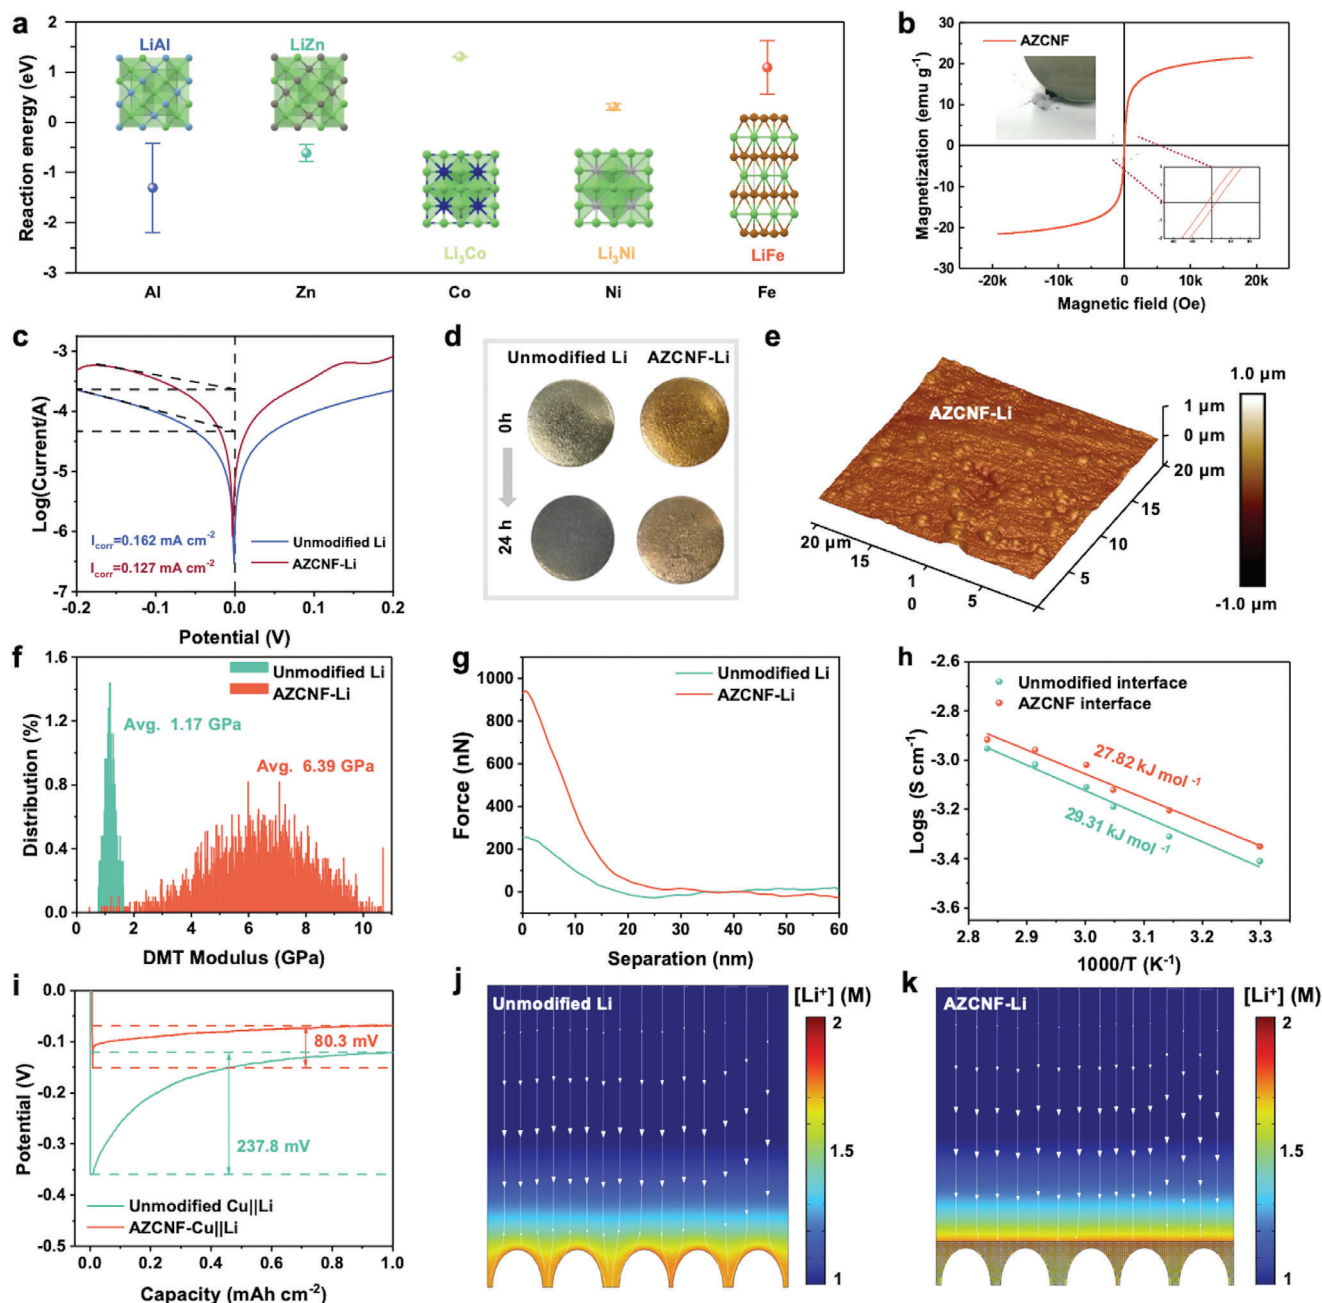 a
Reaction energy (eV)
2
1
0
-1
-2
-3
LiAl
LiZn
Li₃Co
Li₃Ni
LiFe
Al
Zn
Co
Ni
Fe
b
Magnetization (emu g⁻¹)
30
20
10
0
-10
-20
-30
AZCNF
-20k
-10k
0
10k
20k
Magnetic field (Oe)
c
Log(Current/A)
-3
-4
-5
-6
-7
I corr=0.162 mA cm⁻²
I corr=0.127 mA cm⁻²
Unmodified Li
AZCNF-Li
-0.2
-0.1
0.0
0.1
0.2
Potential (V)
d
Unmodified Li
AZCNF-Li
0h
24 h
e
AZCNF-Li
1 μm
0 μm
20 μm
15
10
5
20 μm
15
1
0
5
1.0 μm
-1.0 μm
f
Distribution (%)
1.6
1.2
0.8
0.4
0.0
Unmodified Li
AZCNF-Li
Avg. 1.17 GPa
Avg. 6.39 GPa
0
2
4
6
8
10
DMT Modulus (GPa)
g
Force (nN)
1000
800
600
400
200
0
Unmodified Li
AZCNF-Li
0
10
20
30
40
50
60
Separation (nm)
h
Logs (S cm⁻¹)
-2.6
-2.8
-3.0
-3.2
-3.4
-3.6
Unmodified interface
AZCNF interface
27.82 kJ mol ⁻¹
29.31 kJ mol ⁻¹
2.8
2.9
3.0
3.1
3.2
3.3
1000/T (K⁻¹)
i
Potential (V)
0.0
-0.1
-0.2
-0.3
-0.4
-0.5
80.3 mV
237.8 mV
Unmodified Cu||Li
AZCNF-Cu||Li
0.0
0.2
0.4
0.6
0.8
1.0
Capacity (mAh cm⁻²)
j
Unmodified Li
[Li⁺] (M)
2
1.5
1
k
AZCNF-Li
[Li⁺] (M)
2
1.5
1